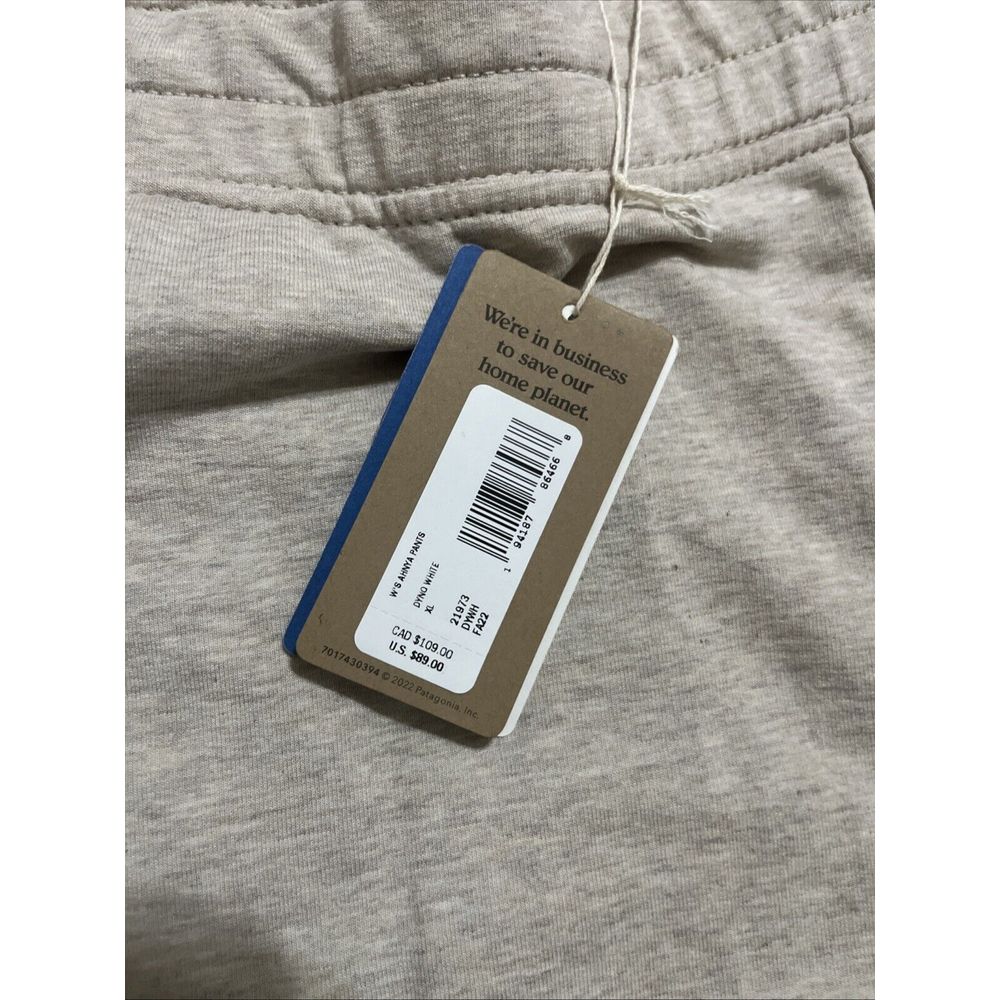 We're in business
to save our
home planet.
1 94187 86466 8
W'S AHNYA PANTS
DYNO WHITE
XL
21973
DYWH
FA22
CAD $109.00
U.S. $89.00
7017430394 © 2022 Patagonia, Inc.